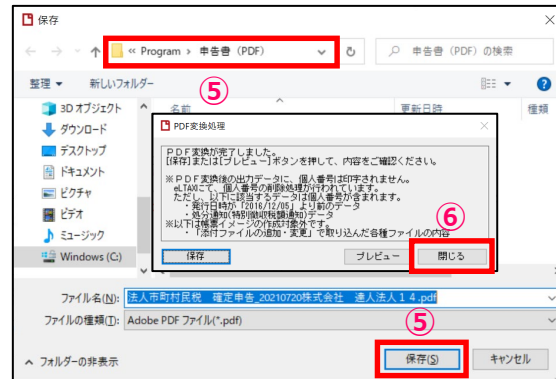 保存
« Program › 申告書（PDF）
申告書（PDF）の検索
整理
新しいフォルダー
⑤
3D オブジェクト
ダウンロード
デスクトップ
ドキュメント
ピクチャ
ビデオ
ミュージック
Windows (C:)
名前
更新日時
種類
PDF変換処理
ＰＤＦ変換が完了しました。
[保存]または[プレビュー]ボタンを押して、内容をご確認ください。
※ＰＤＦ変換後の出力データに、個人番号は印字されません。
eLTAXにて、個人番号の削除処理が行われています。
ただし、以下に該当するデータは個人番号が含まれます。
・発行日時が「2016/12/05」より前のデータ
・処分通知(特別徴収税額通知)データ
※以下は帳票イメージの作成対象外です。
・「添付ファイルの追加・変更」で取り込んだ各種ファイルの内容
⑥
保存
プレビュー
閉じる
ファイル名(N):
法人市町村民税　確定申告_20210720株式会社　達人法人１４.pdf
ファイルの種類(T):
Adobe PDF ファイル(*.pdf)
⑤
フォルダーの非表示
保存(S)
キャンセル